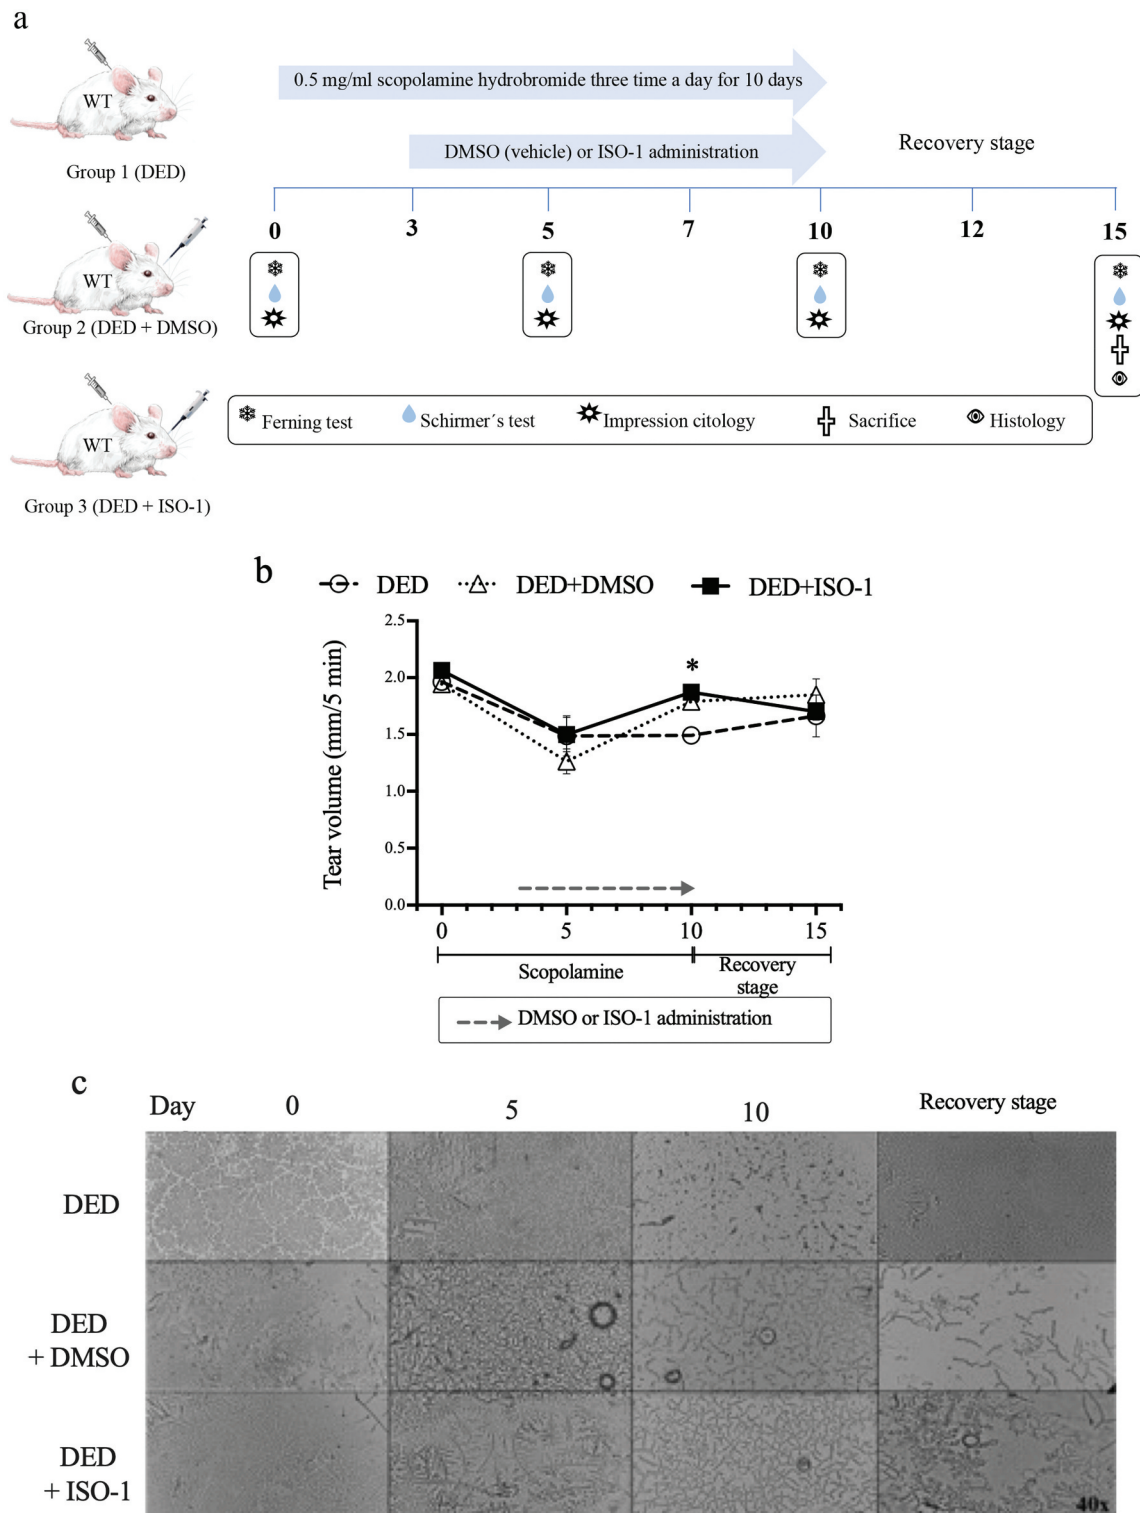 a
0.5 mg/ml scopolamine hydrobromide three time a day for 10 days
WT
DMSO (vehicle) or ISO-1 administration
Recovery stage
Group 1 (DED)
0 3 5 7 10 12 15
WT
Group 2 (DED + DMSO)
Ferning test Schirmer´s test Impression citology Sacrifice Histology
WT
Group 3 (DED + ISO-1)
b
DED DED+DMSO DED+ISO-1
Tear volume (mm/5 min)
2.5
2.0
1.5
1.0
0.5
0.0
*
0 5 10 15
Scopolamine
Recovery
stage
DMSO or ISO-1 administration
c
Day 0 5 10 Recovery stage
DED
DED
+ DMSO
DED
+ ISO-1
40x